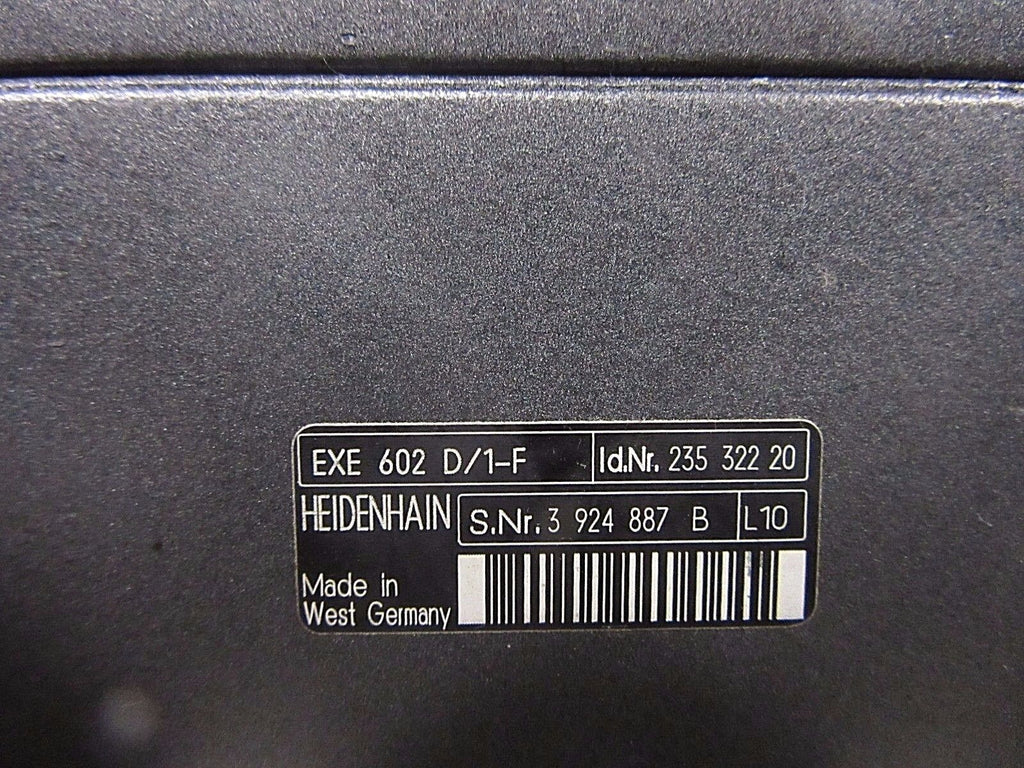 EXE 602 D/1-F Id.Nr. 235 322 20
HEIDENHAIN S.Nr. 3 924 887 B L10
Made in
West Germany